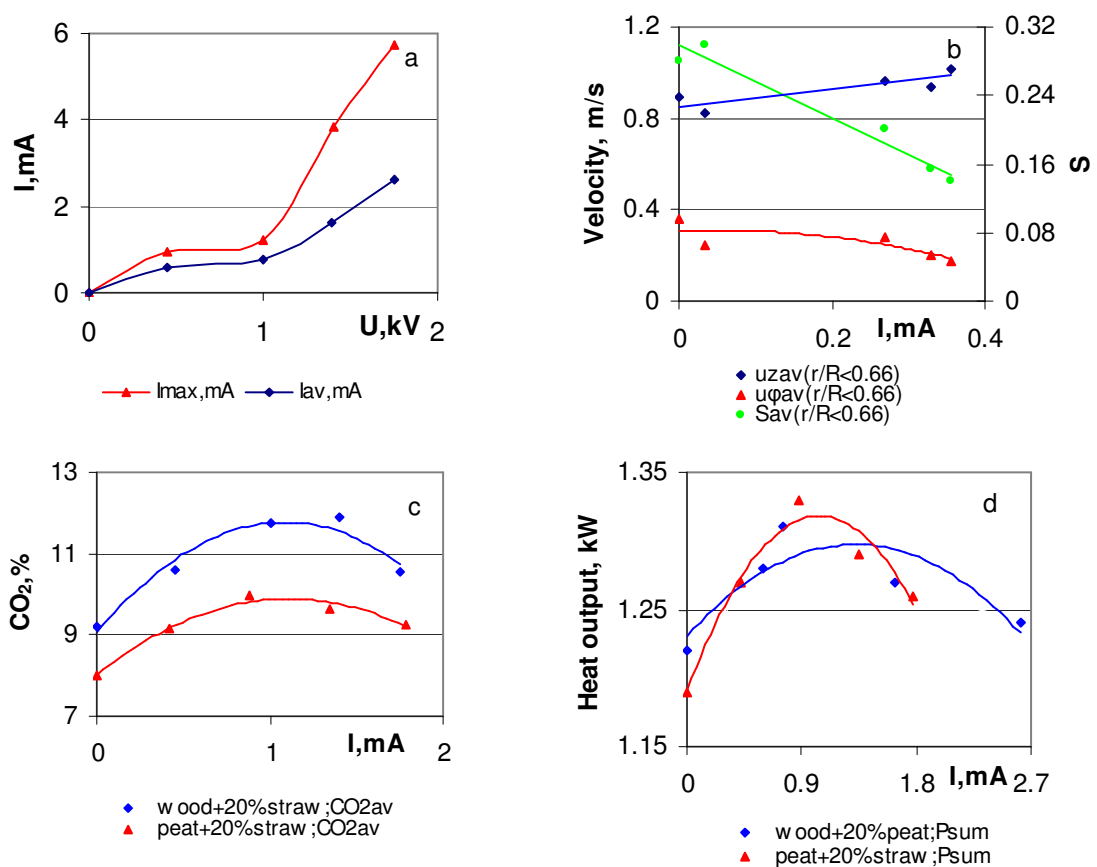 a
I,mA
6
4
2
0
0 1 2
U,kV
Imax,mA Iav,mA
b
Velocity, m/s
1.2
0.8
0.4
0
S
0.32
0.24
0.16
0.08
0
0 0.2 0.4
I,mA
uzav(r/R<0.66)
uφav(r/R<0.66)
Sav(r/R<0.66)
c
CO2,%
13
11
9
7
0 1 2
I,mA
wood+20%straw;CO2av
peat+20%straw;CO2av
d
Heat output, kW
1.35
1.25
1.15
0 0.9 1.8 2.7
I,mA
wood+20%peat;Psum
peat+20%straw;Psum